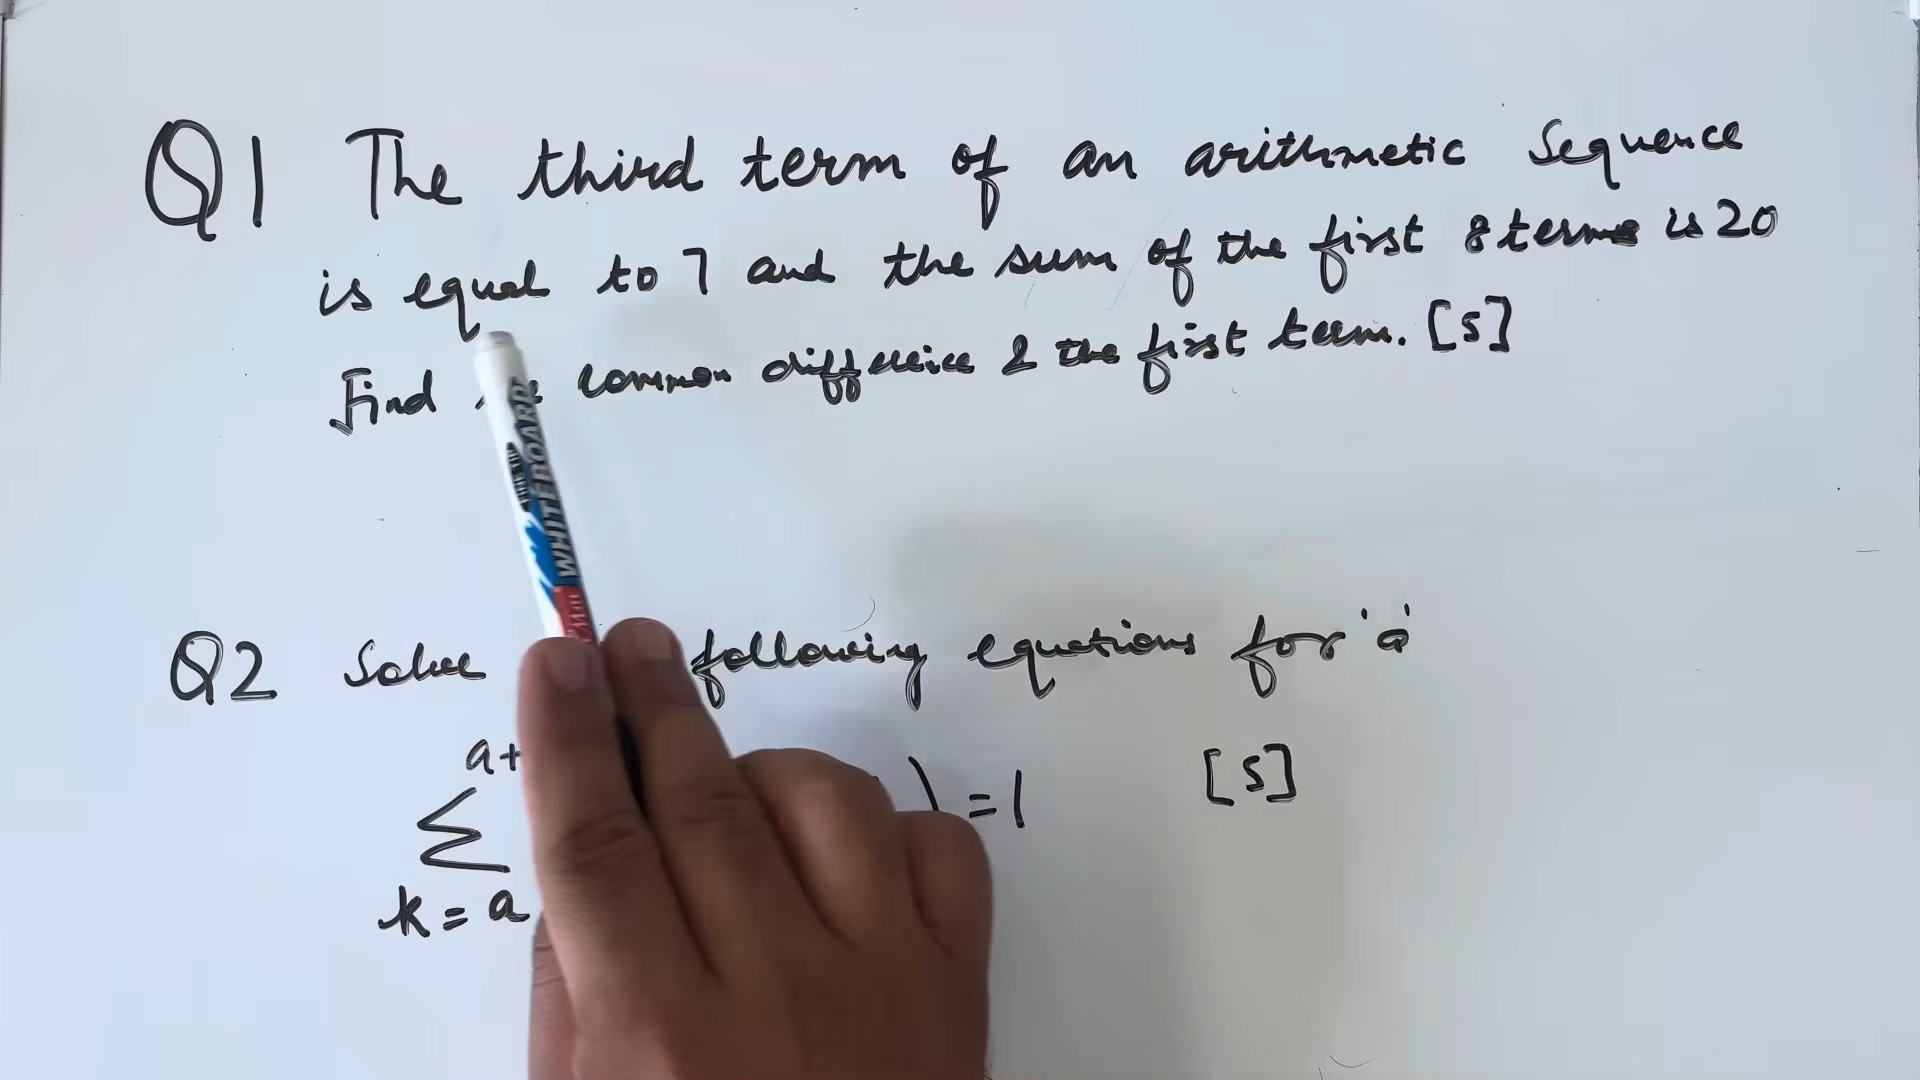 Q1 The third term of an arithmetic Sequence
is equal to 7 and the sum of the first 8 terms is 20
Find common difference & the first term. [5]
WHITEBOARD
Q2 Solve following equations for 'a'
a+
∑ ) = 1 [5]
k = a